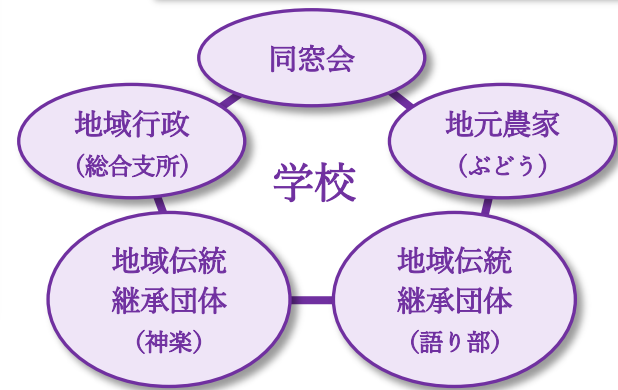 同窓会
地域行政
（総合支所）
地元農家
（ぶどう）
学校
地域伝統
継承団体
（神楽）
地域伝統
継承団体
（語り部）